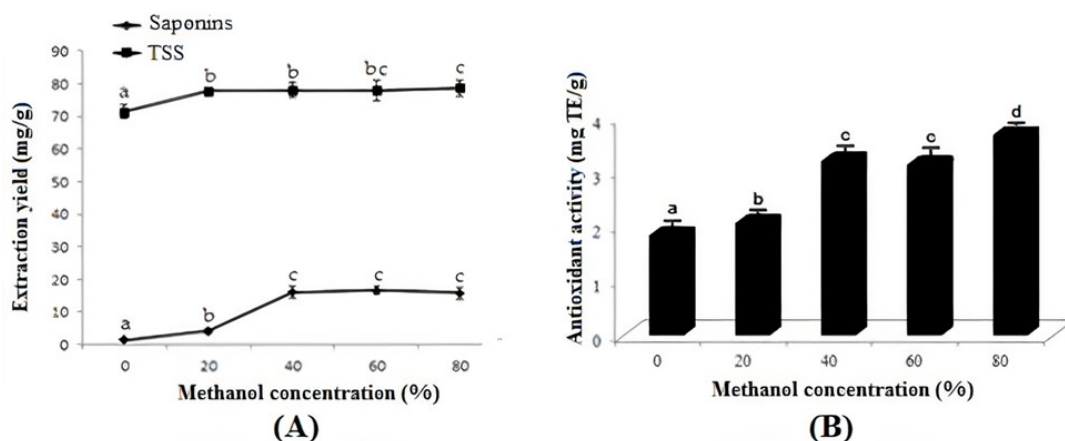 Saponins
TSS
90
80
70
60
50
40
30
20
10
0
a
b
b
bc
c
a
b
c
c
c
0
20
40
60
80
Extraction yield (mg/g)
Methanol concentration (%)
(A)
4
3
2
1
0
a
b
c
c
d
0
20
40
60
80
Antioxidant activity (mg TE/g)
Methanol concentration (%)
(B)